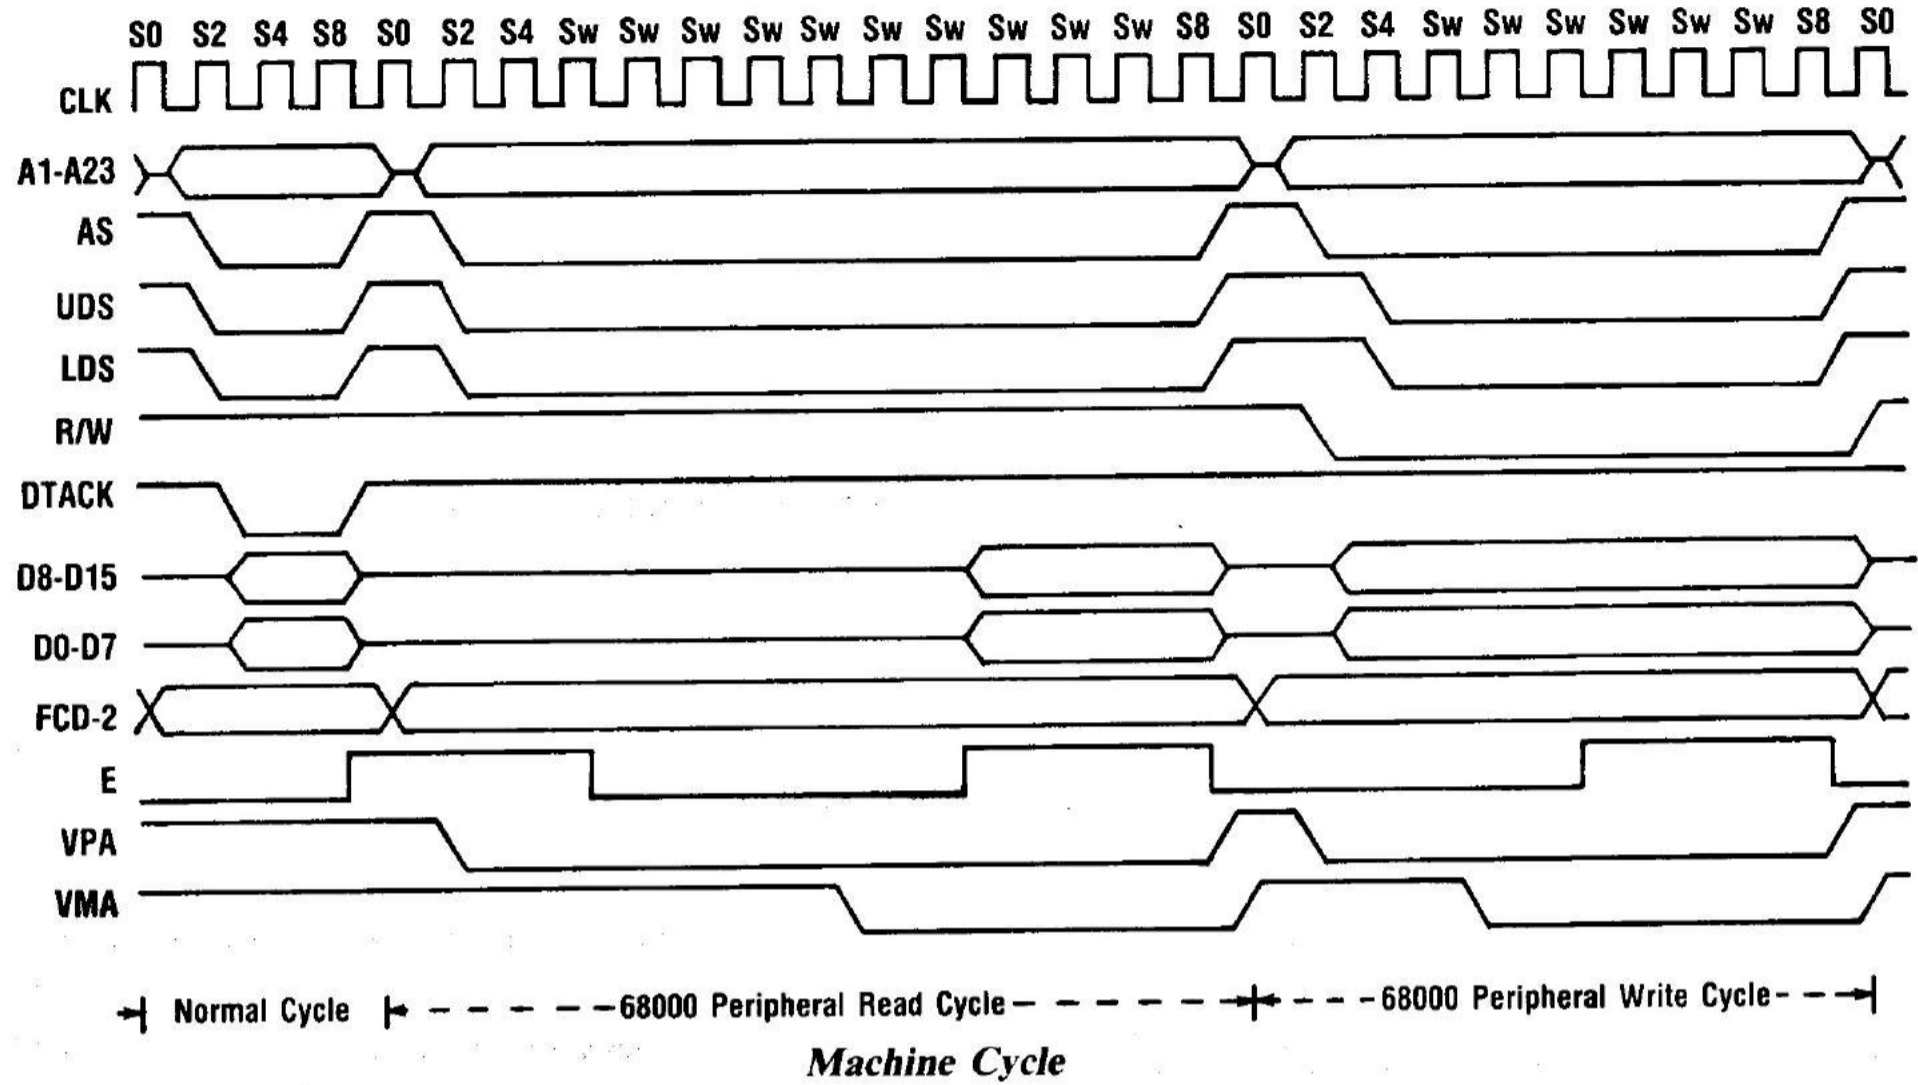 S0 S2 S4 S8 S0 S2 S4 Sw Sw Sw Sw Sw Sw Sw Sw Sw Sw S8 S0 S2 S4 Sw Sw Sw Sw Sw Sw S8 S0
CLK
A1-A23
AS
UDS
LDS
R/W
DTACK
D8-D15
D0-D7
FCD-2
E
VPA
VMA
Normal Cycle 68000 Peripheral Read Cycle 68000 Peripheral Write Cycle
Machine Cycle